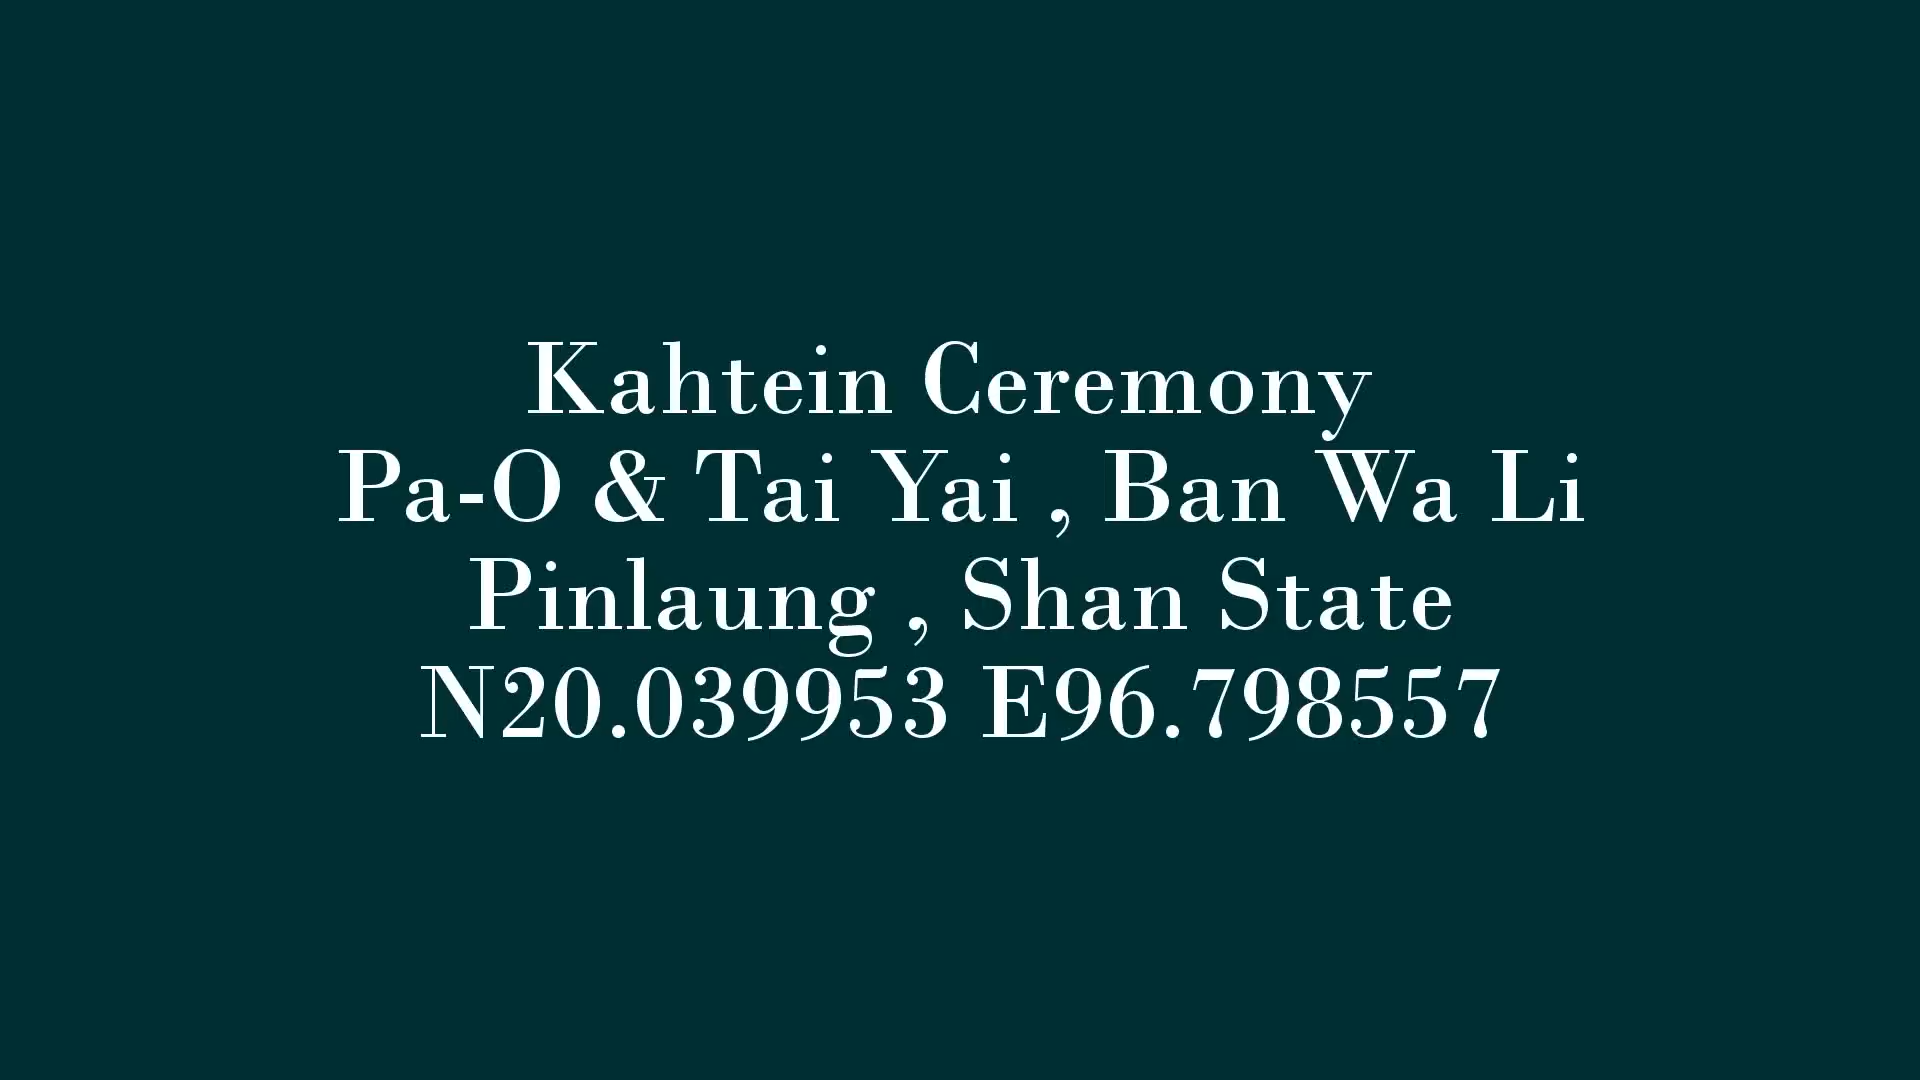 Kahtein Ceremony
Pa-O & Tai Yai , Ban Wa Li
Pinlaung , Shan State
N20.039953 E96.798557